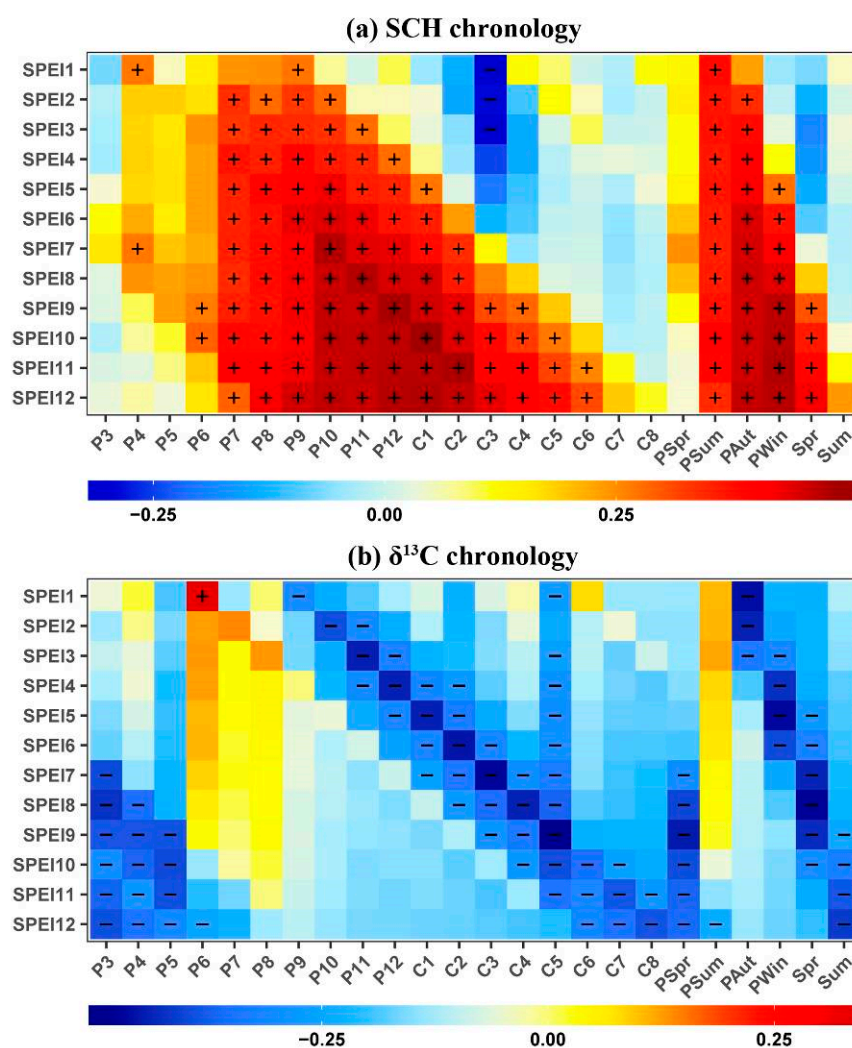 (a) SCH chronology
SPEI1
SPEI2
SPEI3
SPEI4
SPEI5
SPEI6
SPEI7
SPEI8
SPEI9
SPEI10
SPEI11
SPEI12
P3 P4 P5 P6 P7 P8 P9 P10 P11 P12 C1 C2 C3 C4 C5 C6 C7 C8 PSpr PSum PAut PWin Spr Sum
−0.25 0.00 0.25
(b) δ¹³C chronology
SPEI1
SPEI2
SPEI3
SPEI4
SPEI5
SPEI6
SPEI7
SPEI8
SPEI9
SPEI10
SPEI11
SPEI12
P3 P4 P5 P6 P7 P8 P9 P10 P11 P12 C1 C2 C3 C4 C5 C6 C7 C8 PSpr PSum PAut PWin Spr Sum
−0.25 0.00 0.25